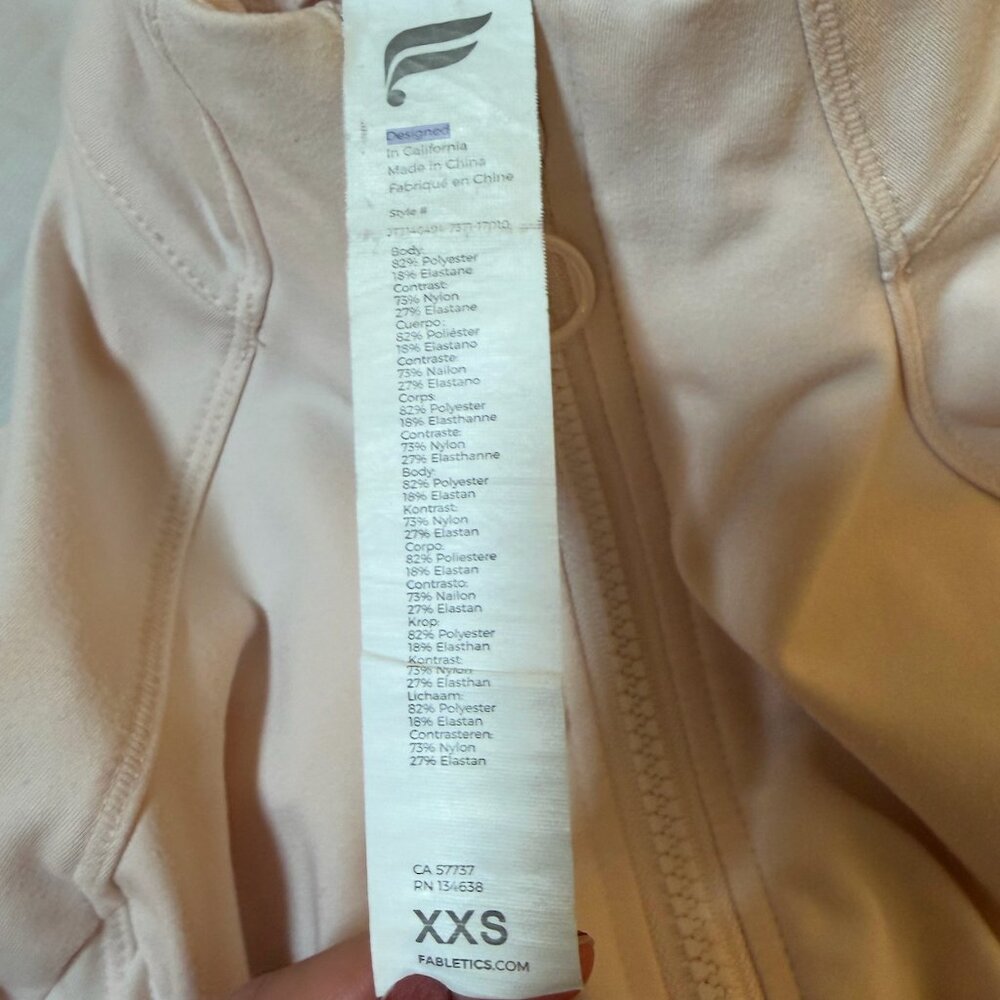 Designed
In California
Made in China
Fabriqué en Chine
Style #
Body:
82% Polyester
18% Elastane
Contrast:
73% Nylon
27% Elastane
Cuerpo:
82% Poliéster
18% Elastano
Contraste:
73% Nailon
27% Elastano
Corps:
82% Polyester
18% Elasthanne
Contraste:
73% Nylon
27% Elasthanne
Body:
82% Polyester
18% Elastan
Kontrast:
73% Nylon
27% Elastan
Corpo:
82% Poliestere
18% Elastan
Contrasto:
73% Nailon
27% Elastan
Krop:
82% Polyester
18% Elasthan
Kontrast:
73% Nylon
27% Elasthan
Lichaam:
82% Polyester
18% Elastan
Contrasteren:
73% Nylon
27% Elastan
CA 57737
RN 134638
XXS
FABLETICS.COM